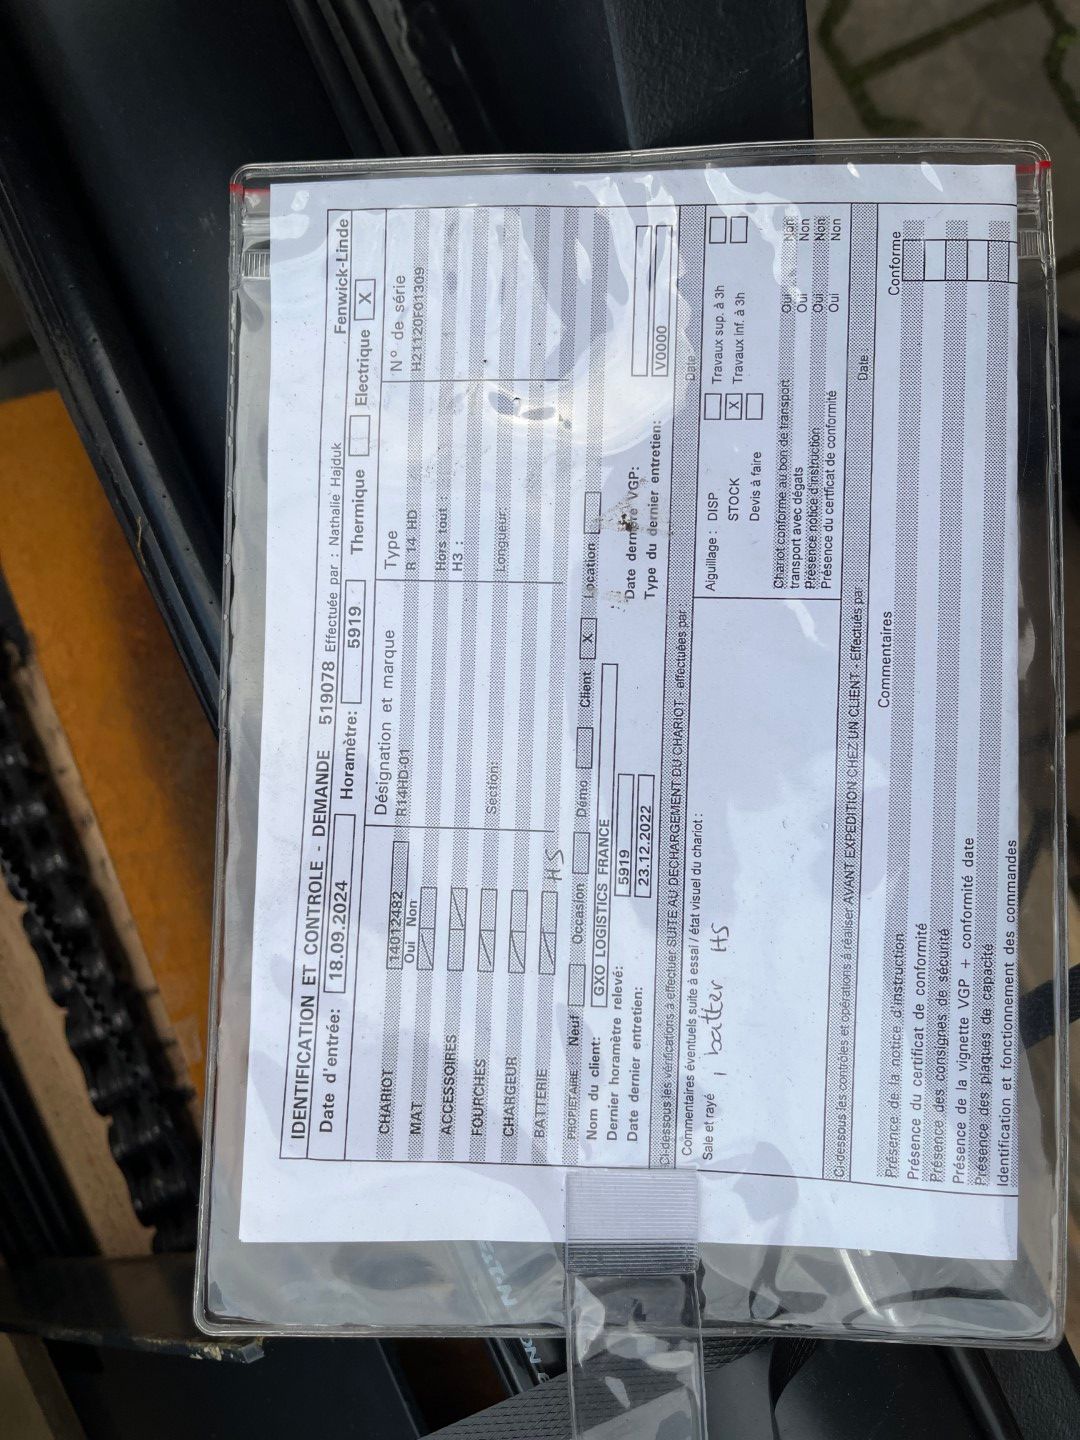 IDENTIFICATION ET CONTROLE - DEMANDE 519078 Effectuée par : Nathalie Hajduk Fenwick-Linde
Date d'entrée: 18.09.2024 Horamètre: 5919 Thermique Electrique X
Désignation et marque Type N° de série
CHARIOT 14012482 R14HD-01 R 14 HD H21120F01309
Oui Non
MAT Hors tout :
H3 :
ACCESSOIRES
FOURCHES Section: Longueur:
CHARGEUR
BATTERIE HS
PROPIETAIRE Neuf Occasion Démo Client X Location
Nom du client: GXO LOGISTICS FRANCE
Dernier horamètre relevé: 5919 Date dernière VGP:
Date dernier entretien: 23.12.2022 Type du dernier entretien: V0000
Ci-dessous les vérifications à effectuer SUITE AU DECHARGEMENT DU CHARIOT - effectuées par: Date
Commentaires éventuels suite à essai / état visuel du chariot :
Sale et rayé 1 batter HS
Aiguillage : DISP Travaux sup. à 3h
STOCK X Travaux inf. à 3h
Devis à faire
Chariot conforme au bon de transport Oui Non
transport avec dégats Oui Non
Présence notice d'instruction Oui Non
Présence du certficat de conformité Oui Non
Ci-dessous les contrôles et opérations à réaliser AVANT EXPEDITION CHEZ UN CLIENT - Effectués par: Date
Commentaires Conforme
Présence de la notice d'instruction
Présence du certificat de conformité
Présence des consignes de sécurité
Présence de la vignette VGP + conformité date
Présence des plaques de capacité
Identification et fonctionnement des commandes